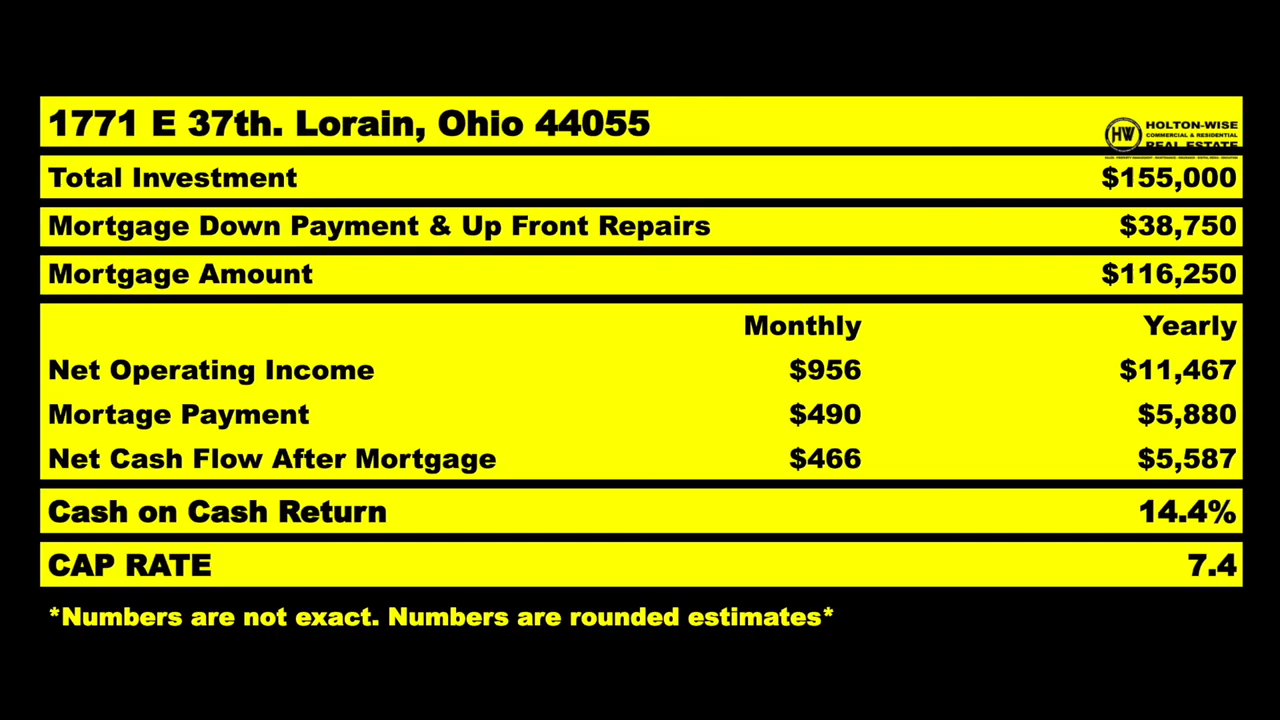 1771 E 37th. Lorain, Ohio 44055
HW HOLTON-WISE
COMMERCIAL & RESIDENTIAL
REAL ESTATE
Total Investment $155,000
Mortgage Down Payment & Up Front Repairs $38,750
Mortgage Amount $116,250
Monthly Yearly
Net Operating Income $956 $11,467
Mortage Payment $490 $5,880
Net Cash Flow After Mortgage $466 $5,587
Cash on Cash Return 14.4%
CAP RATE 7.4
*Numbers are not exact. Numbers are rounded estimates*